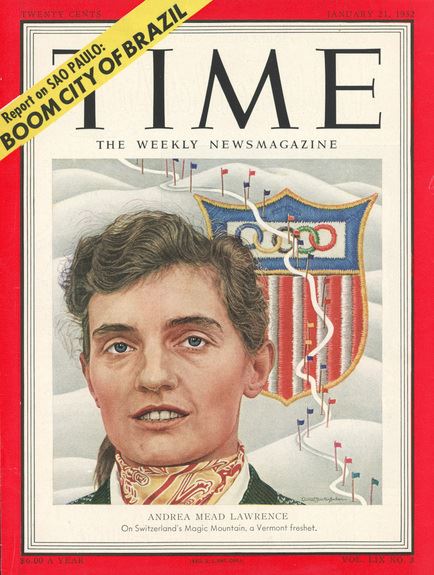 TWENTY CENTS
JANUARY 21, 1952
Report on SAO PAULO:
BOOM CITY OF BRAZIL
TIME
THE WEEKLY NEWSMAGAZINE
ANDREA MEAD LAWRENCE
On Switzerland's Magic Mountain, a Vermont freshet.
$6.00 A YEAR
VOL. LIX NO. 3